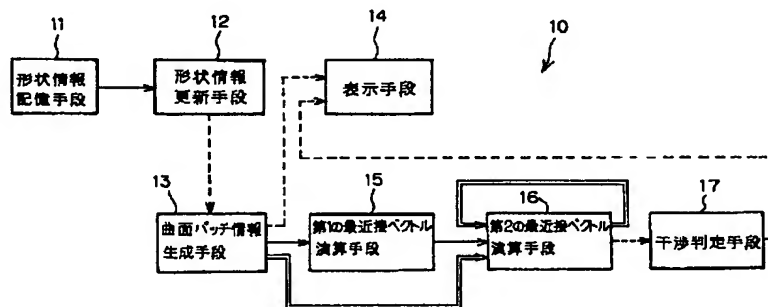 11
12
14
10
形状情報
記憶手段
形状情報
更新手段
表示手段
13
15
16
17
曲面パッチ情報
生成手段
第1の最近接ベクトル
演算手段
第2の最近接ベクトル
演算手段
干渉判定手段